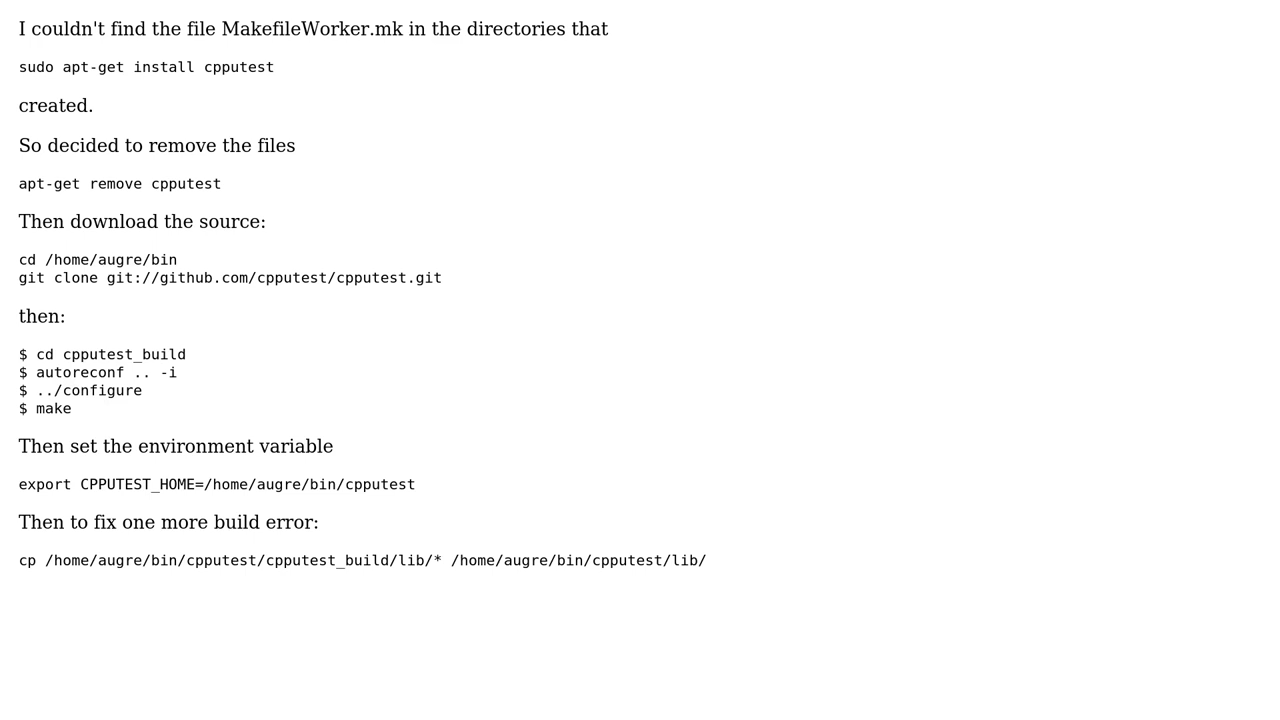 I couldn't find the file MakefileWorker.mk in the directories that
sudo apt-get install cpputest
created.
So decided to remove the files
apt-get remove cpputest
Then download the source:
cd /home/augre/bin
git clone git://github.com/cpputest/cpputest.git
then:
$ cd cpputest_build
$ autoreconf .. -i
$ ../configure
$ make
Then set the environment variable
export CPPUTEST_HOME=/home/augre/bin/cpputest
Then to fix one more build error:
cp /home/augre/bin/cpputest/cpputest_build/lib/* /home/augre/bin/cpputest/lib/